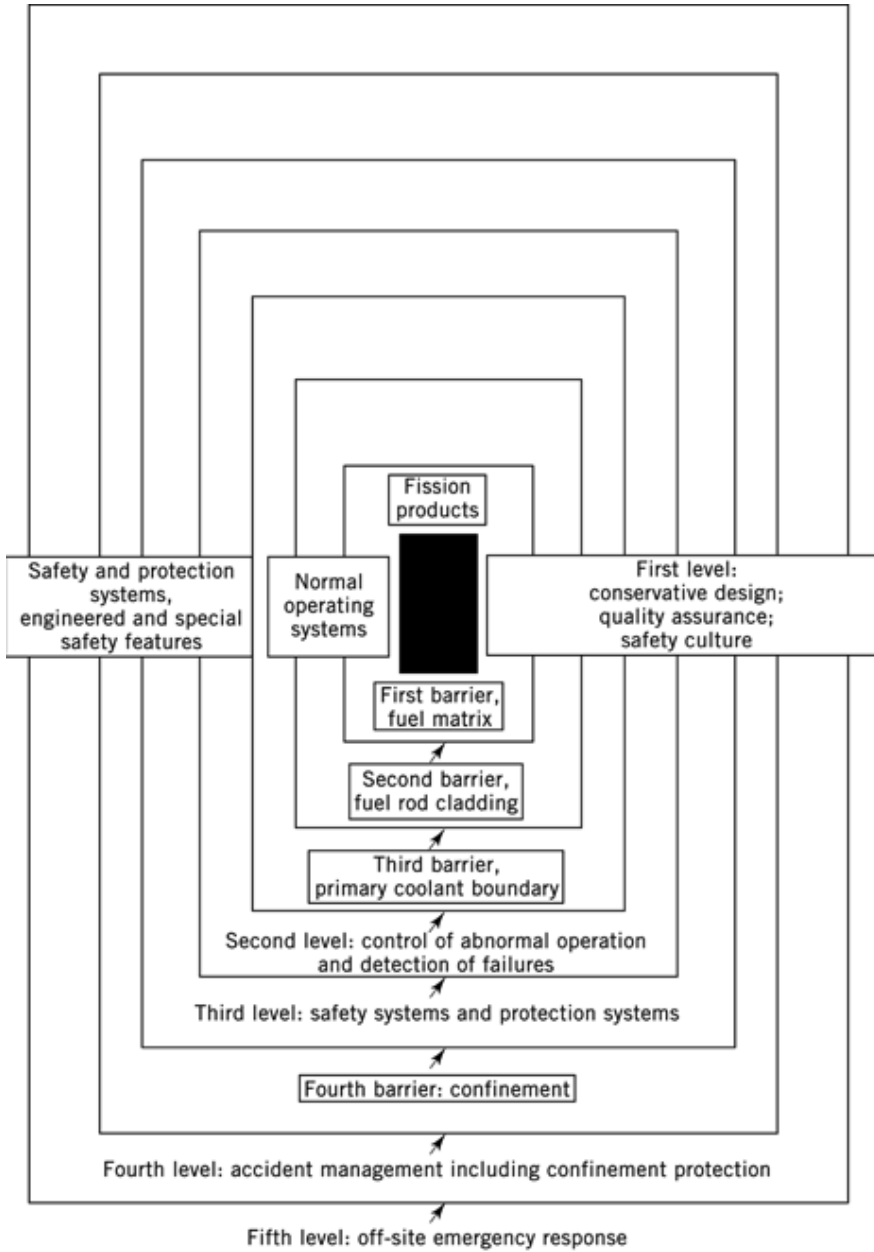 Fission
products
Safety and protection
systems,
engineered and special
safety features
Normal
operating
systems
First level:
conservative design;
quality assurance;
safety culture
First barrier,
fuel matrix
Second barrier,
fuel rod cladding
Third barrier,
primary coolant boundary
Second level: control of abnormal operation
and detection of failures
Third level: safety systems and protection systems
Fourth barrier: confinement
Fourth level: accident management including confinement protection
Fifth level: off-site emergency response